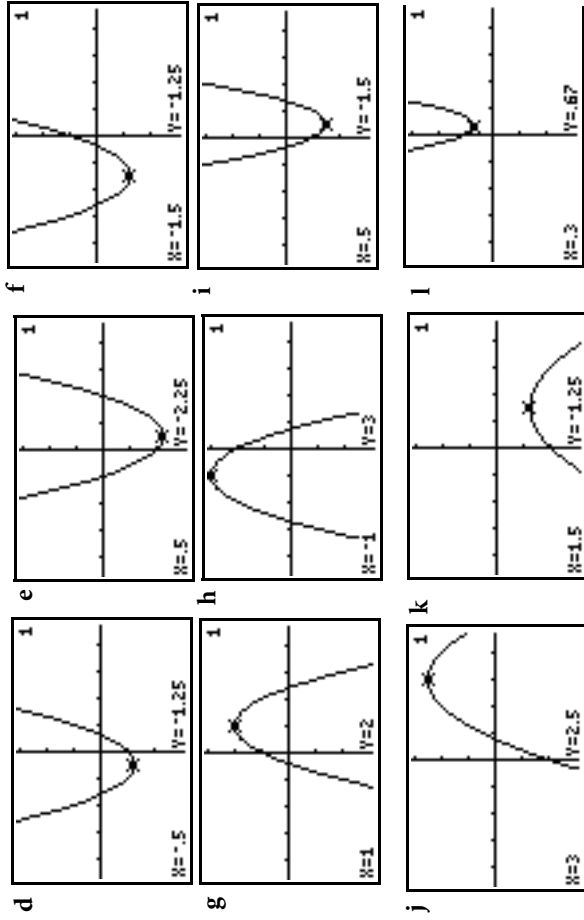 d
1
X=-.5 Y=-1.25
e
1
X=.5 Y=-2.25
f
1
X=-1.5 Y=-1.25
g
1
X=1 Y=2
h
1
X=-1 Y=3
i
1
X=.5 Y=-1.5
j
1
X=3 Y=2.5
k
1
X=1.5 Y=-1.25
l
1
X=.3 Y=.67